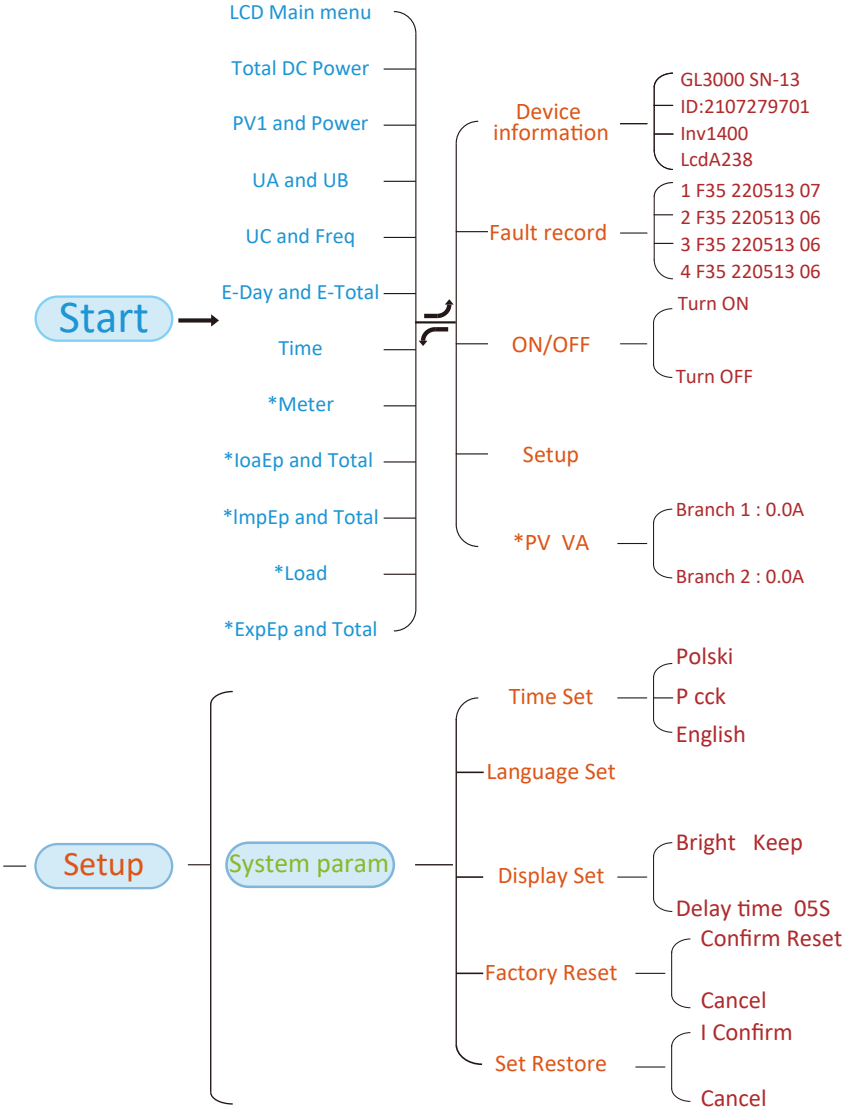 LCD Main menu
Total DC Power
PV1 and Power
UA and UB
UC and Freq
E-Day and E-Total
Start
Time
*Meter
*IoaEp and Total
*ImpEp and Total
*Load
*ExpEp and Total
Device
information
GL3000 SN-13
ID:2107279701
Inv1400
LcdA238
Fault record
1 F35 220513 07
2 F35 220513 06
3 F35 220513 06
4 F35 220513 06
ON/OFF
Turn ON
Turn OFF
Setup
*PV VA
Branch 1 : 0.0A
Branch 2 : 0.0A
Setup
System param
Time Set
Polski
P cck
English
Language Set
Display Set
Bright Keep
Delay time 05S
Factory Reset
Confirm Reset
Cancel
Set Restore
I Confirm
Cancel